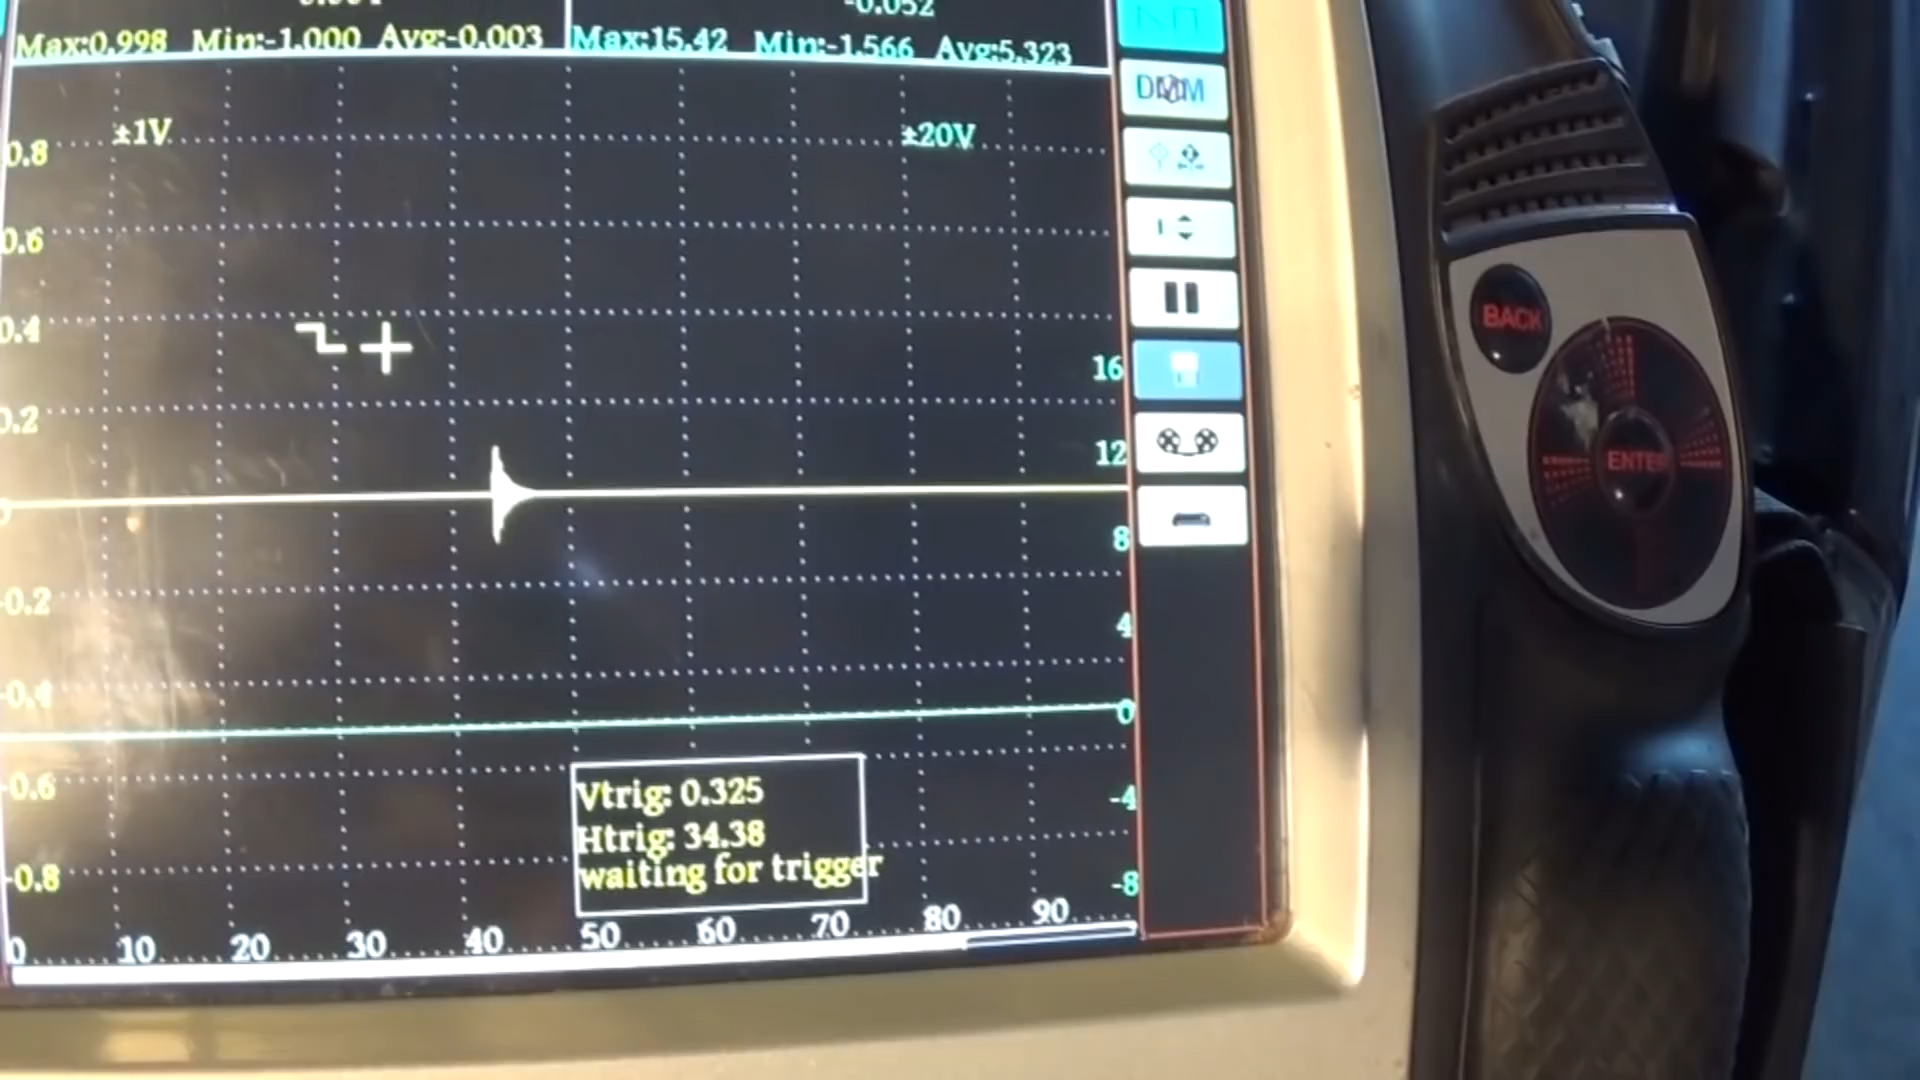 -0.052
Max:0.998 Min:-1.000 Avg:-0.003
Max:15.42 Min:-1.566 Avg:5.323
DMM
±1V
±20V
0.8
0.6
0.4
0.2
0
-0.2
-0.4
-0.6
-0.8
16
12
8
4
0
-4
-8
Vtrig: 0.325
Htrig: 34.38
waiting for trigger
0 10 20 30 40 50 60 70 80 90
BACK
ENTER